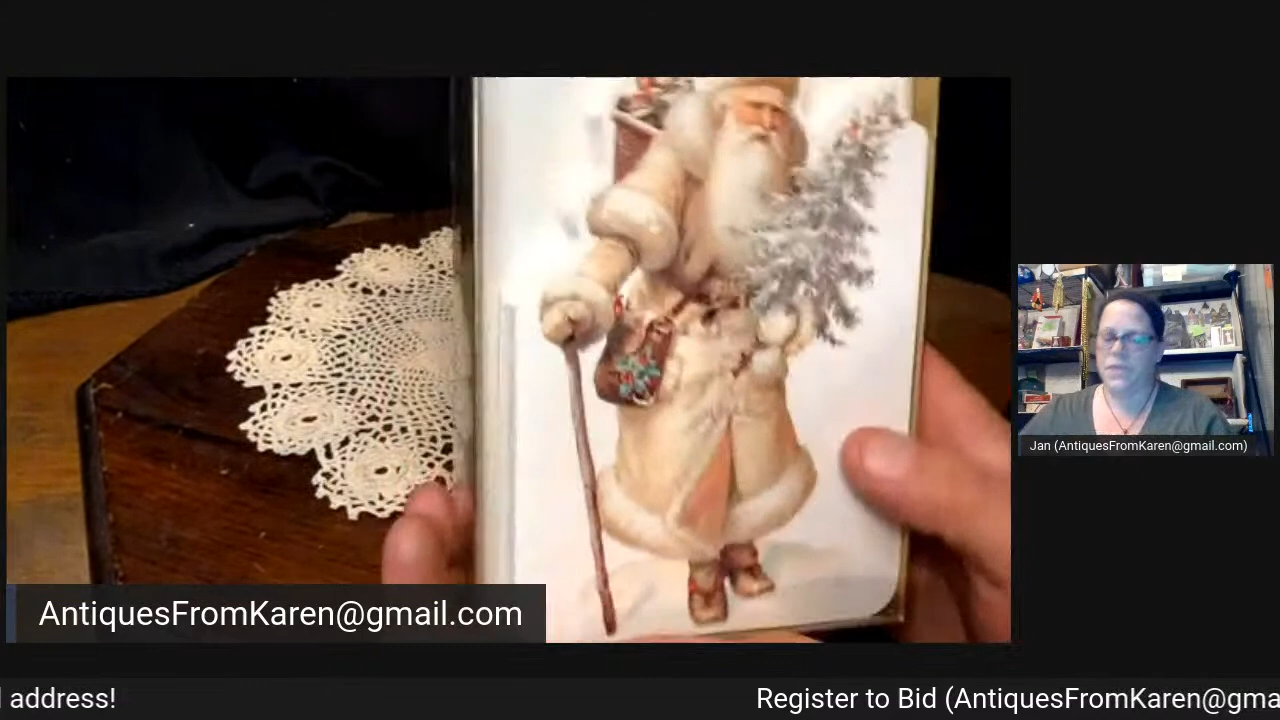 Jan (AntiquesFromKaren@gmail.com)
AntiquesFromKaren@gmail.com
address!
Register to Bid (AntiquesFromKaren@gma